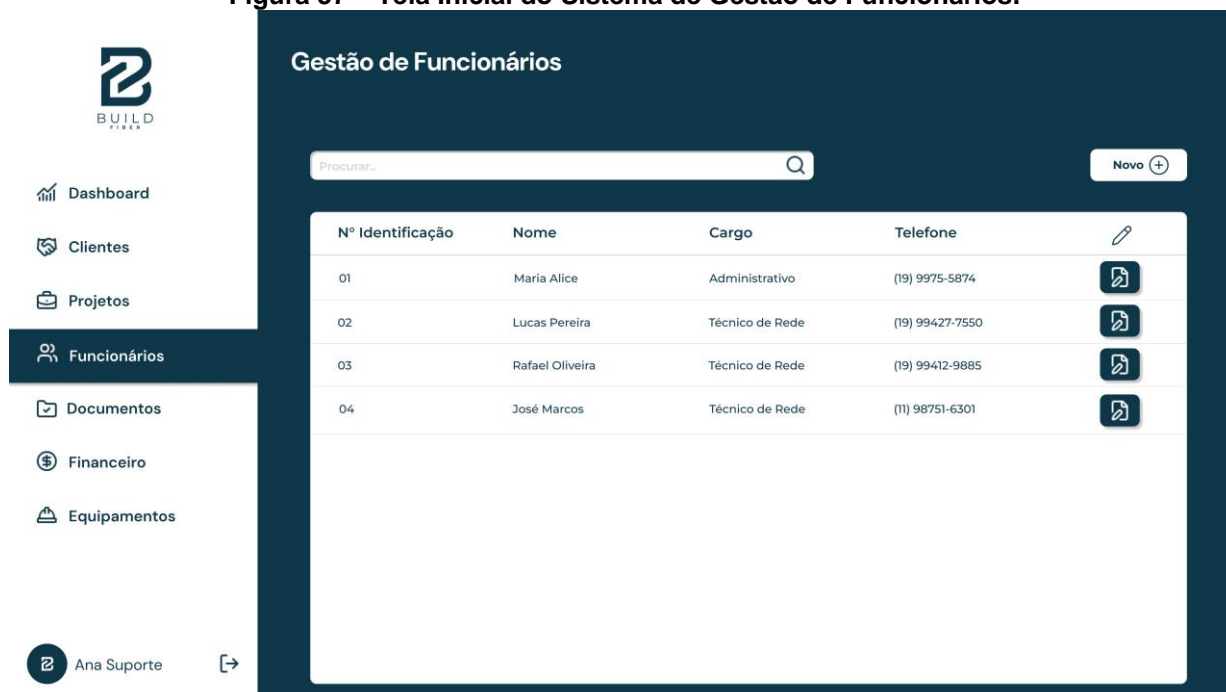 BUILD
FIBER
Gestão de Funcionários
Procurar..
Novo
Dashboard
Clientes
Projetos
Funcionários
Documentos
Financeiro
Equipamentos
Ana Suporte
Nº Identificação Nome Cargo Telefone
01 Maria Alice Administrativo (19) 9975-5874
02 Lucas Pereira Técnico de Rede (19) 99427-7550
03 Rafael Oliveira Técnico de Rede (19) 99412-9885
04 José Marcos Técnico de Rede (11) 98751-6301